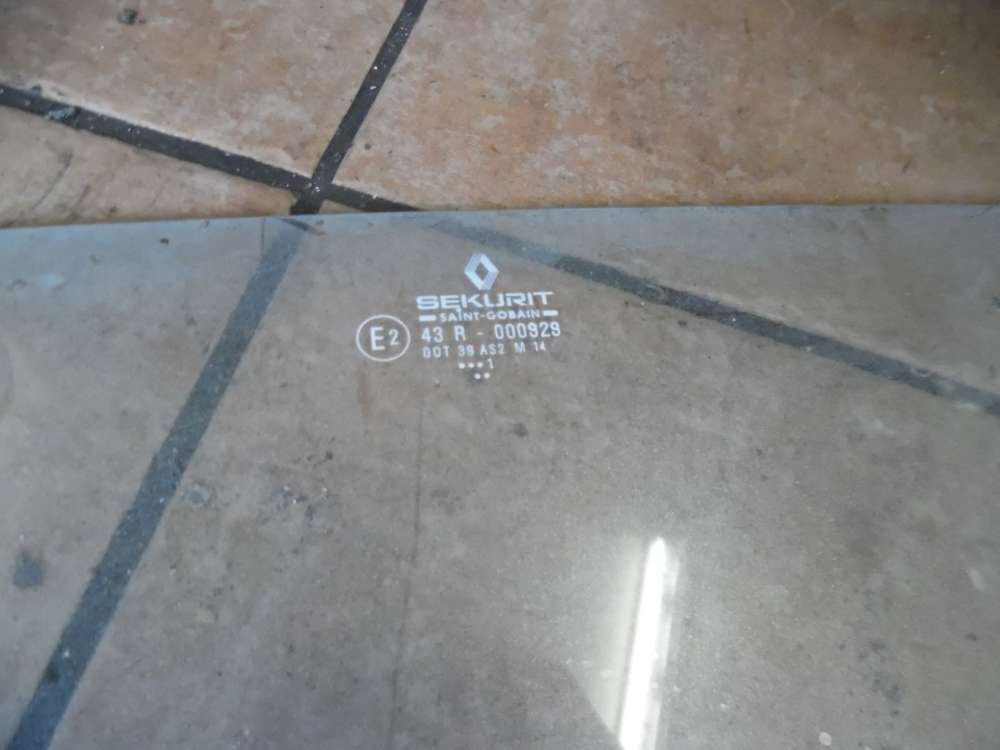 SEKURIT
SAINT-GOBAIN
E2 43 R - 000929
DOT 39 AS2 M 14
•••1
••